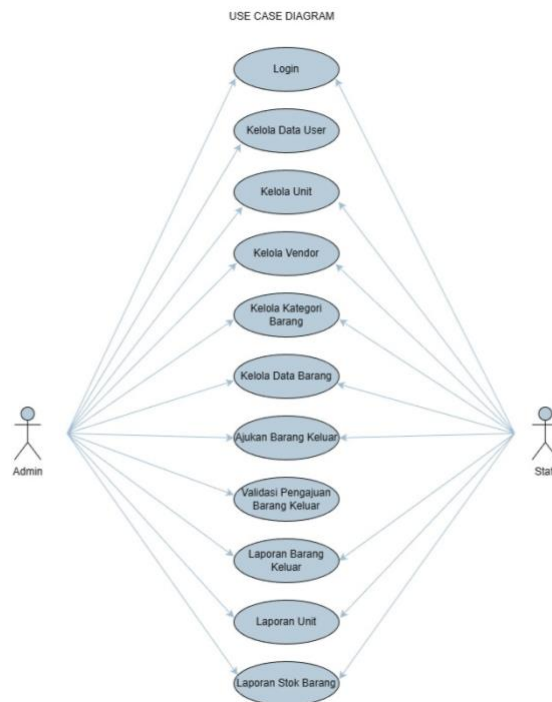 USE CASE DIAGRAM
Login
Kelola Data User
Kelola Unit
Kelola Vendor
Kelola Kategori
Barang
Kelola Data Barang
Ajukan Barang Keluar
Admin
Staf
Validasi Pengajuan
Barang Keluar
Laporan Barang
Keluar
Laporan Unit
Laporan Stok Barang